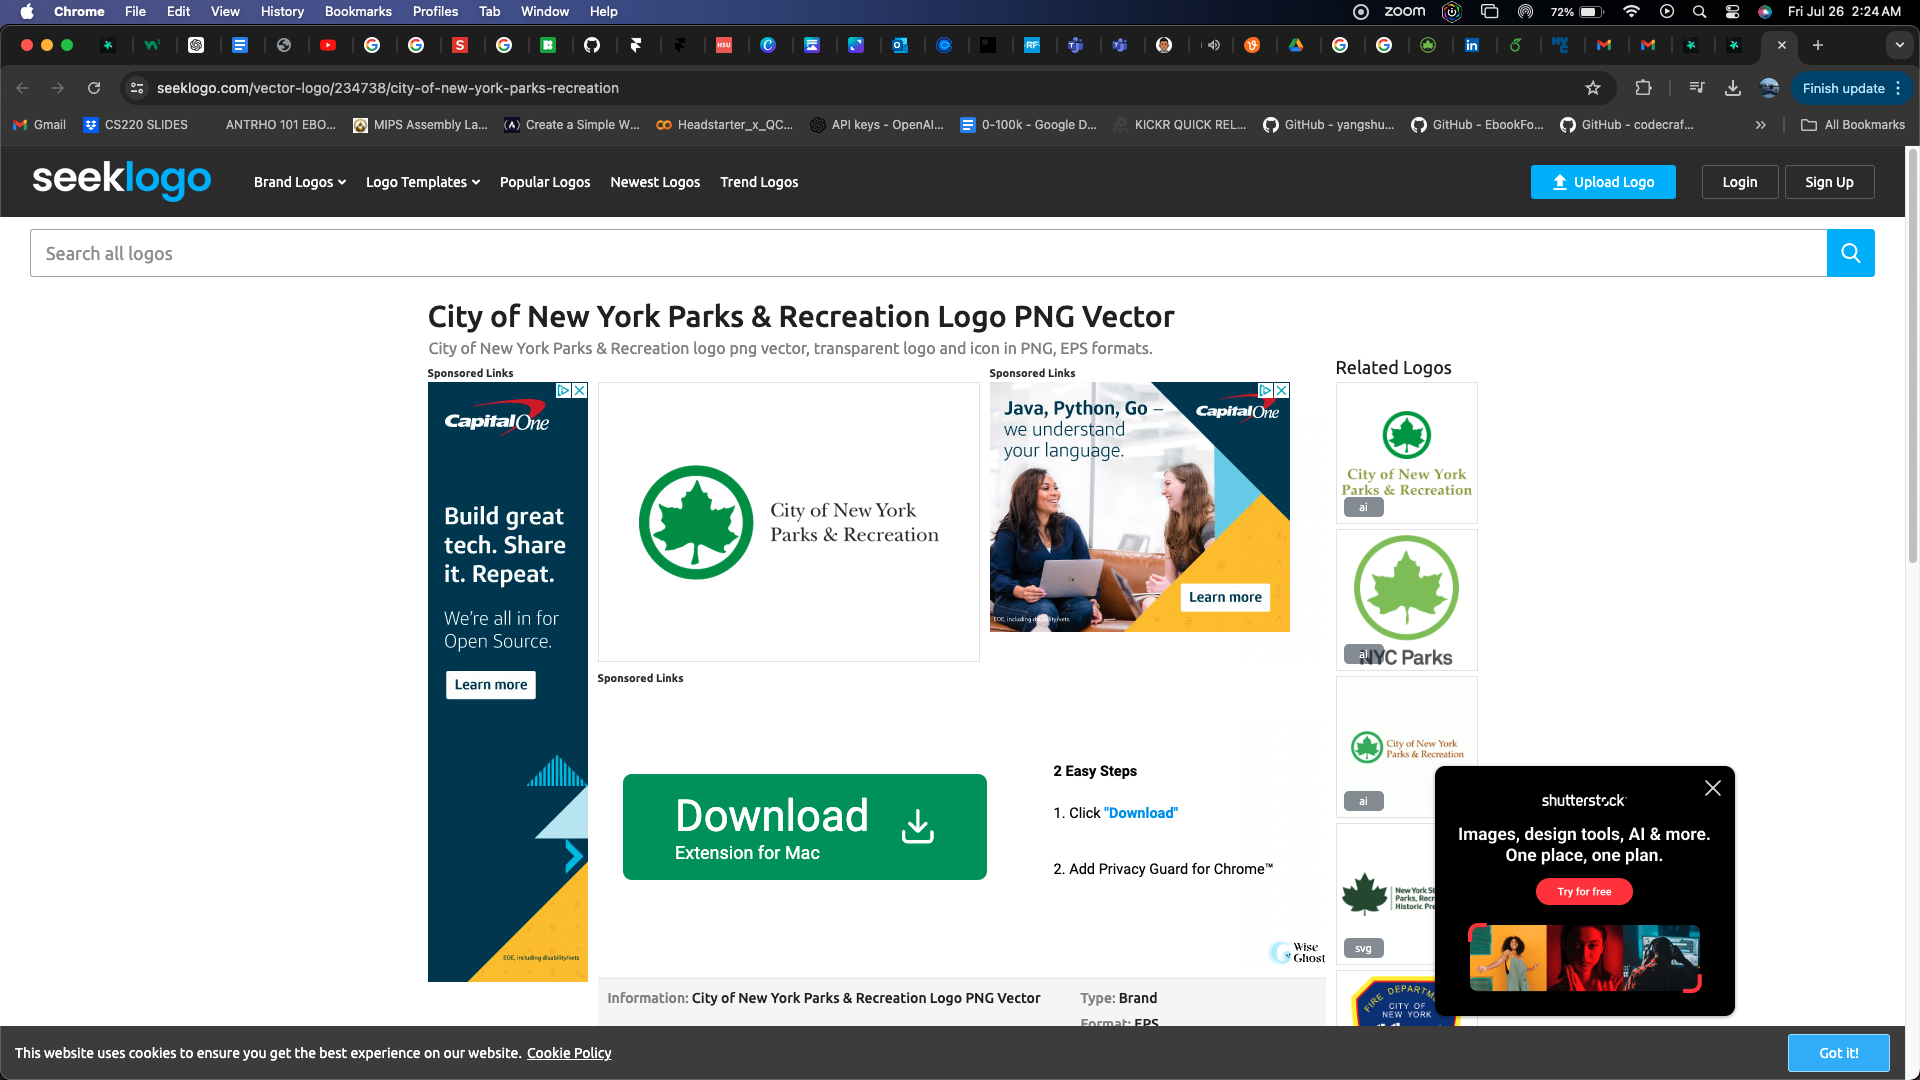 Chrome File Edit View History Bookmarks Profiles Tab Window Help
zoom 72% Fri Jul 26 2:24 AM
seeklogo.com/vector-logo/234738/city-of-new-york-parks-recreation
Finish update
Gmail CS220 SLIDES ANTRHO 101 EBO... MIPS Assembly La... Create a Simple W... Headstarter_x_QC... API keys - OpenAI... 0-100k - Google D... KICKR QUICK REL... GitHub - yangshu... GitHub - EbookFo... GitHub - codecraf... » All Bookmarks
seeklogo
Brand Logos Logo Templates Popular Logos Newest Logos Trend Logos
Upload Logo Login Sign Up
Search all logos
City of New York Parks & Recreation Logo PNG Vector
City of New York Parks & Recreation logo png vector, transparent logo and icon in PNG, EPS formats.
Sponsored Links
Capital One
Build great
tech. Share
it. Repeat.
We're all in for
Open Source.
Learn more
EOE, including disability/vets
City of New York
Parks & Recreation
Sponsored Links
Java, Python, Go –
we understand
your language.
Capital One
Learn more
EOE, including disability/vets
Sponsored Links
Download
Extension for Mac
2 Easy Steps
1. Click "Download"
2. Add Privacy Guard for Chrome™
Wise
Ghost
Information: City of New York Parks & Recreation Logo PNG Vector
Type: Brand
Format: EPS
Related Logos
City of New York
Parks & Recreation
ai
NYC Parks
ai
City of New York
Parks & Recreation
ai
New York St
Parks, Recr
Historic Pre
svg
FIRE DEPARTM
CITY OF
NEW YORK
shutterstock
Images, design tools, AI & more.
One place, one plan.
Try for free
This website uses cookies to ensure you get the best experience on our website. Cookie Policy
Got it!